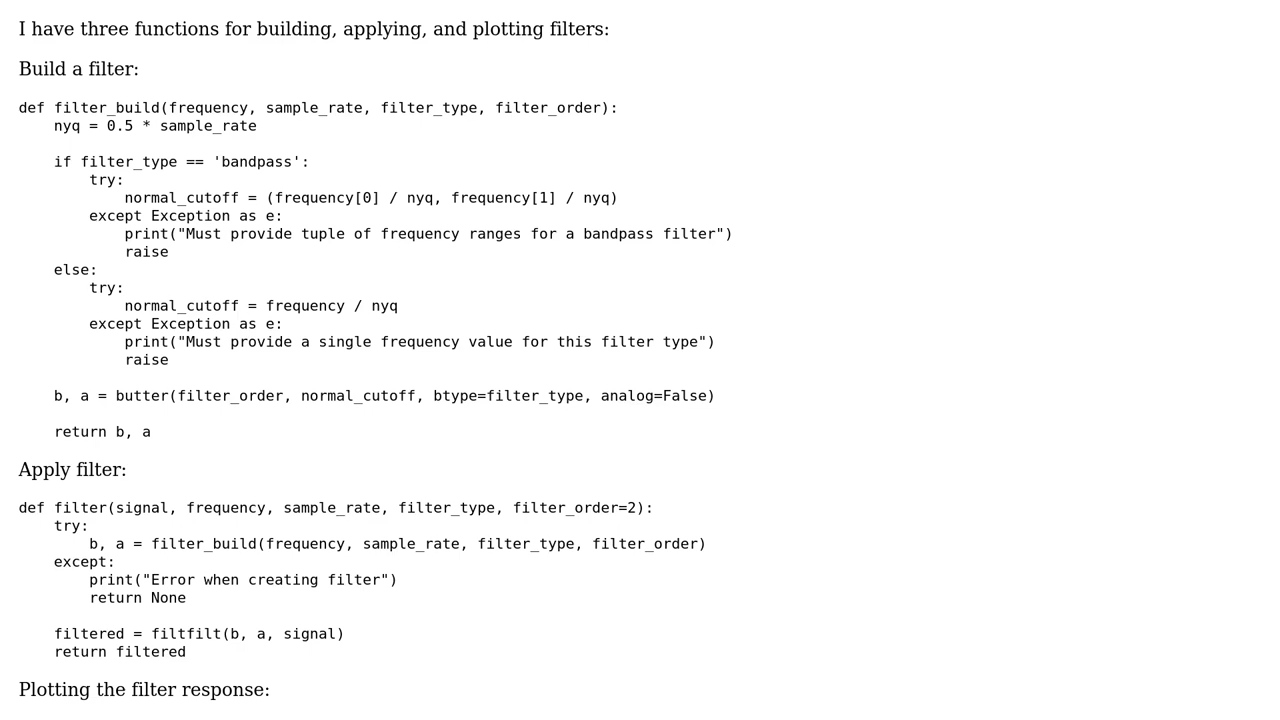 I have three functions for building, applying, and plotting filters:
Build a filter:
def filter_build(frequency, sample_rate, filter_type, filter_order):
    nyq = 0.5 * sample_rate
    if filter_type == 'bandpass':
        try:
            normal_cutoff = (frequency[0] / nyq, frequency[1] / nyq)
        except Exception as e:
            print("Must provide tuple of frequency ranges for a bandpass filter")
            raise
    else:
        try:
            normal_cutoff = frequency / nyq
        except Exception as e:
            print("Must provide a single frequency value for this filter type")
            raise
    b, a = butter(filter_order, normal_cutoff, btype=filter_type, analog=False)
    return b, a
Apply filter:
def filter(signal, frequency, sample_rate, filter_type, filter_order=2):
    try:
        b, a = filter_build(frequency, sample_rate, filter_type, filter_order)
    except:
        print("Error when creating filter")
        return None
    filtered = filtfilt(b, a, signal)
    return filtered
Plotting the filter response: